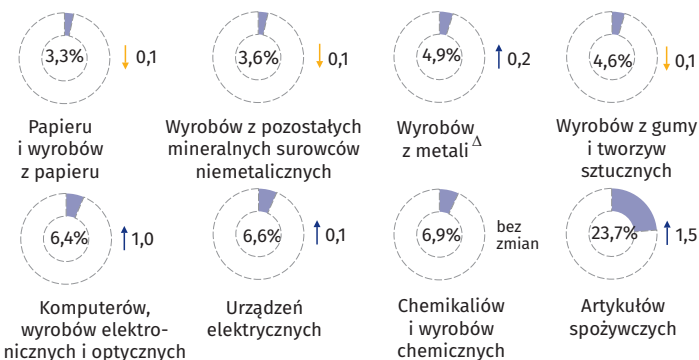 3,3%
↓ 0,1
Papieru
i wyrobów
z papieru
3,6%
↓ 0,1
Wyrobów z pozostałych
mineralnych surowców
niemetalicznych
4,9%
↑ 0,2
Wyrobów
z metali Δ
4,6%
↓ 0,1
Wyrobów z gumy
i tworzyw
sztucznych
6,4%
↑ 1,0
Komputerów,
wyrobów elektro-
nicznych i optycznych
6,6%
↑ 0,1
Urządzeń
elektrycznych
6,9%
bez
zmian
Chemikaliów
i wyrobów
chemicznych
23,7%
↑ 1,5
Artykułów
spożywczych